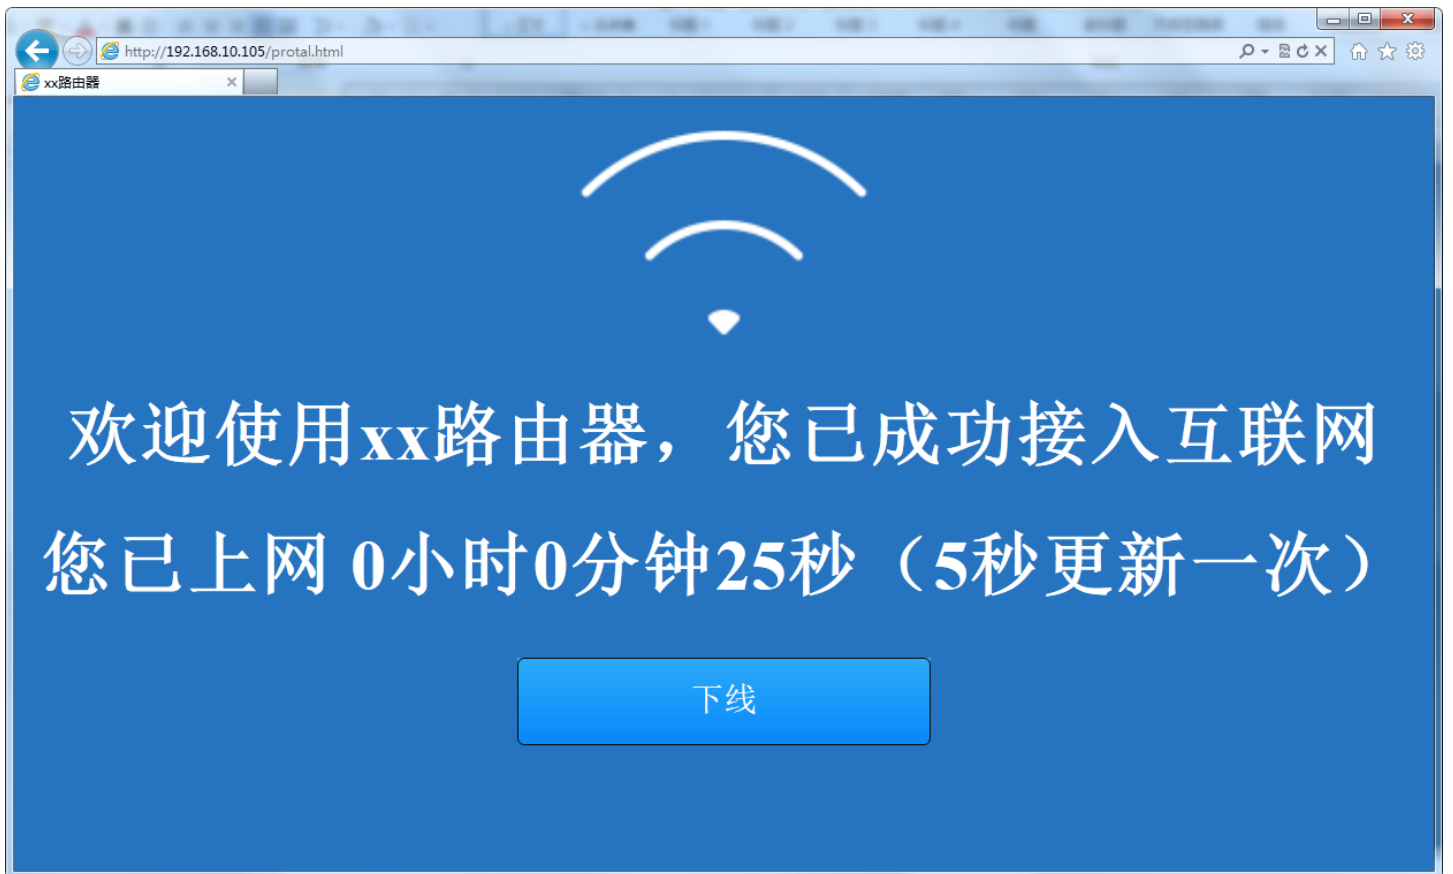 http://192.168.10.105/protal.html
xx路由器
欢迎使用xx路由器，您已成功接入互联网
您已上网 0小时0分钟25秒（5秒更新一次）
下线